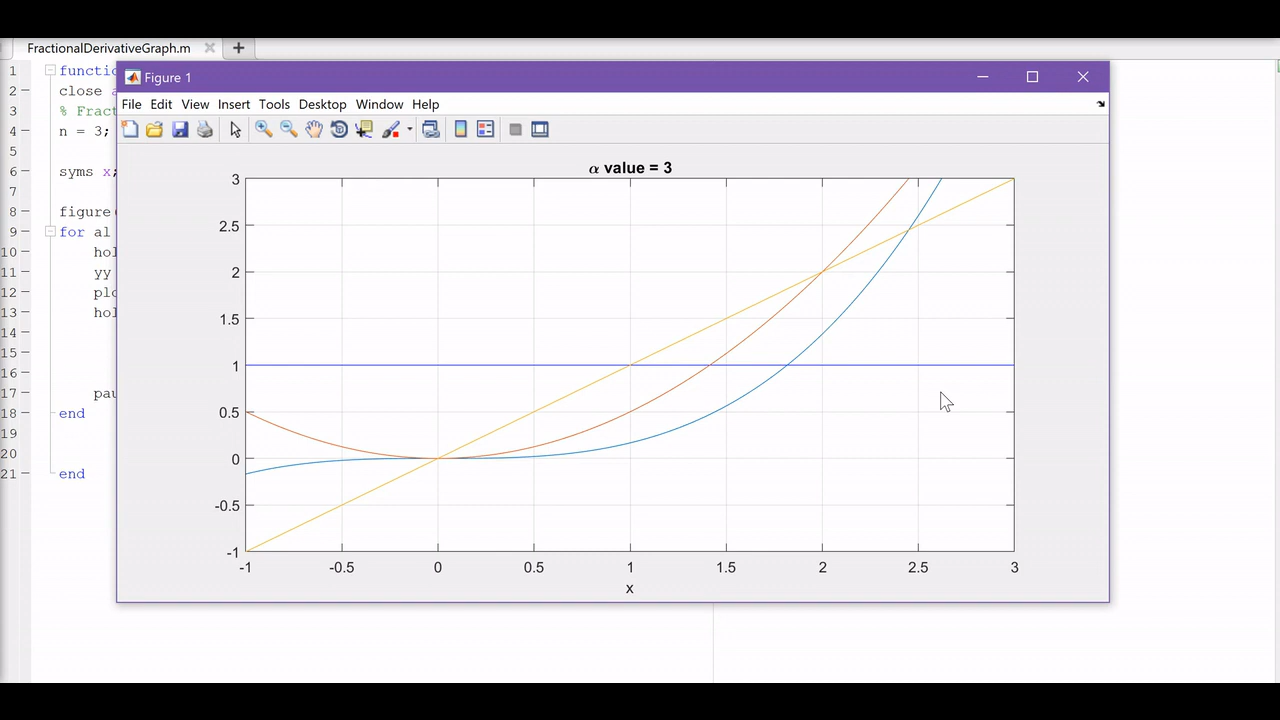 FractionalDerivativeGraph.m
Figure 1
File Edit View Insert Tools Desktop Window Help
1 functio
2 close a
3 % Fract
4 n = 3;
5
6 syms x;
7
8 figure(
9 for al
10 hol
11 yy
12 plo
13 hol
14
15
16
17 pau
18 end
19
20
21 end
α value = 3
3
2.5
2
1.5
1
0.5
0
-0.5
-1
-1 -0.5 0 0.5 1 1.5 2 2.5 3
x